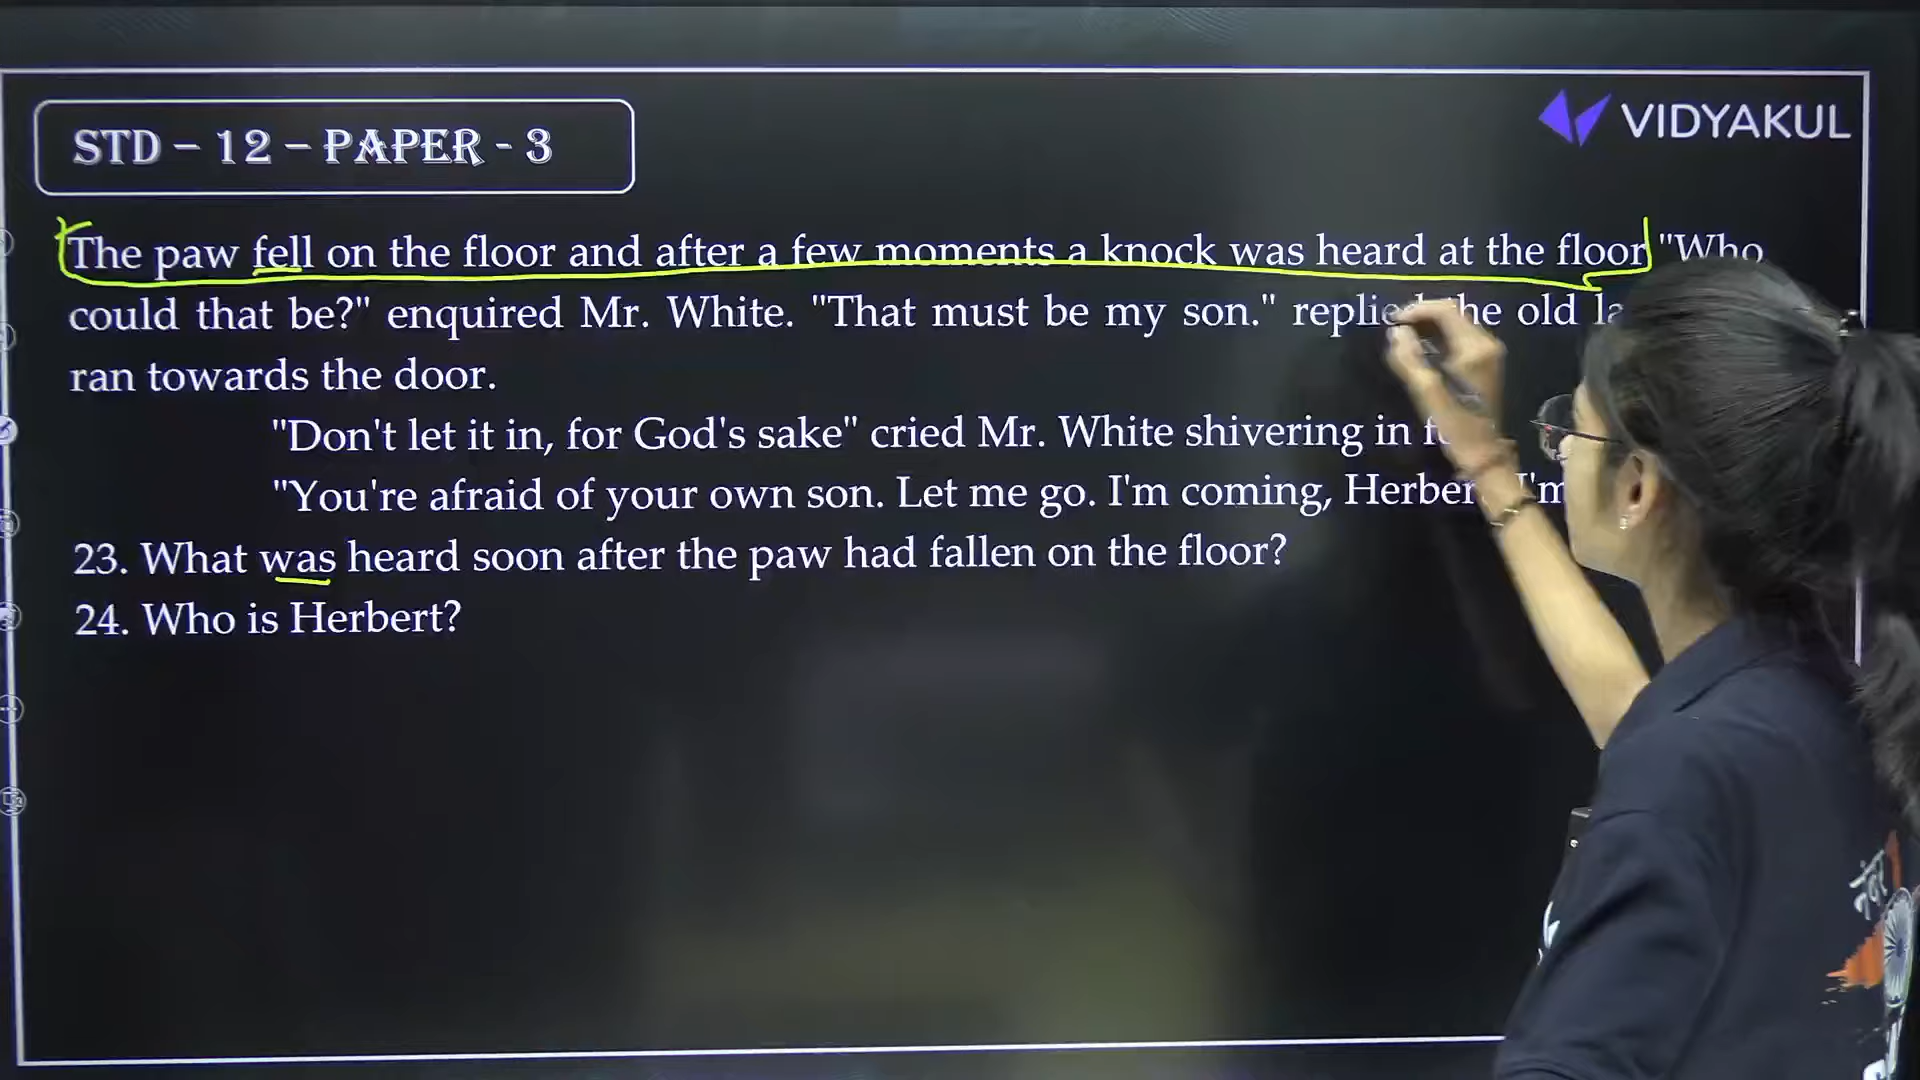 STD – 12 – PAPER - 3
VIDYAKUL
The paw fell on the floor and after a few moments a knock was heard at the floor "Who
could that be?" enquired Mr. White. "That must be my son." replied the old
ran towards the door.
"Don't let it in, for God's sake" cried Mr. White shivering in
"You're afraid of your own son. Let me go. I'm coming, Herbert I'm
23. What was heard soon after the paw had fallen on the floor?
24. Who is Herbert?